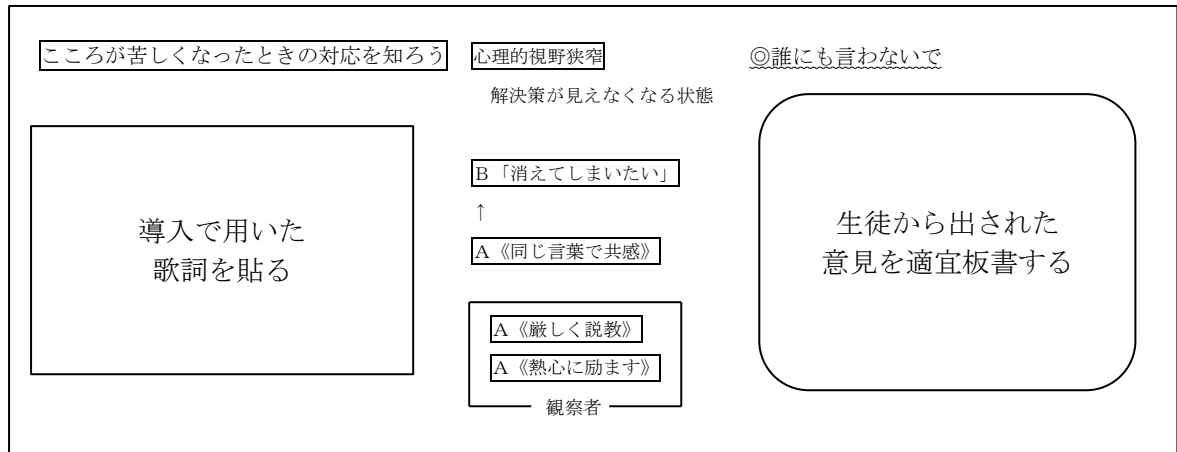 こころが苦しくなったときの対応を知ろう
導入で用いた
歌詞を貼る
心理的視野狭窄
解決策が見えなくなる状態
B「消えてしまいたい」
↑
A《同じ言葉で共感》
A《厳しく説教》
A《熱心に励ます》
観察者
◎誰にも言わないで
生徒から出された
意見を適宜板書する